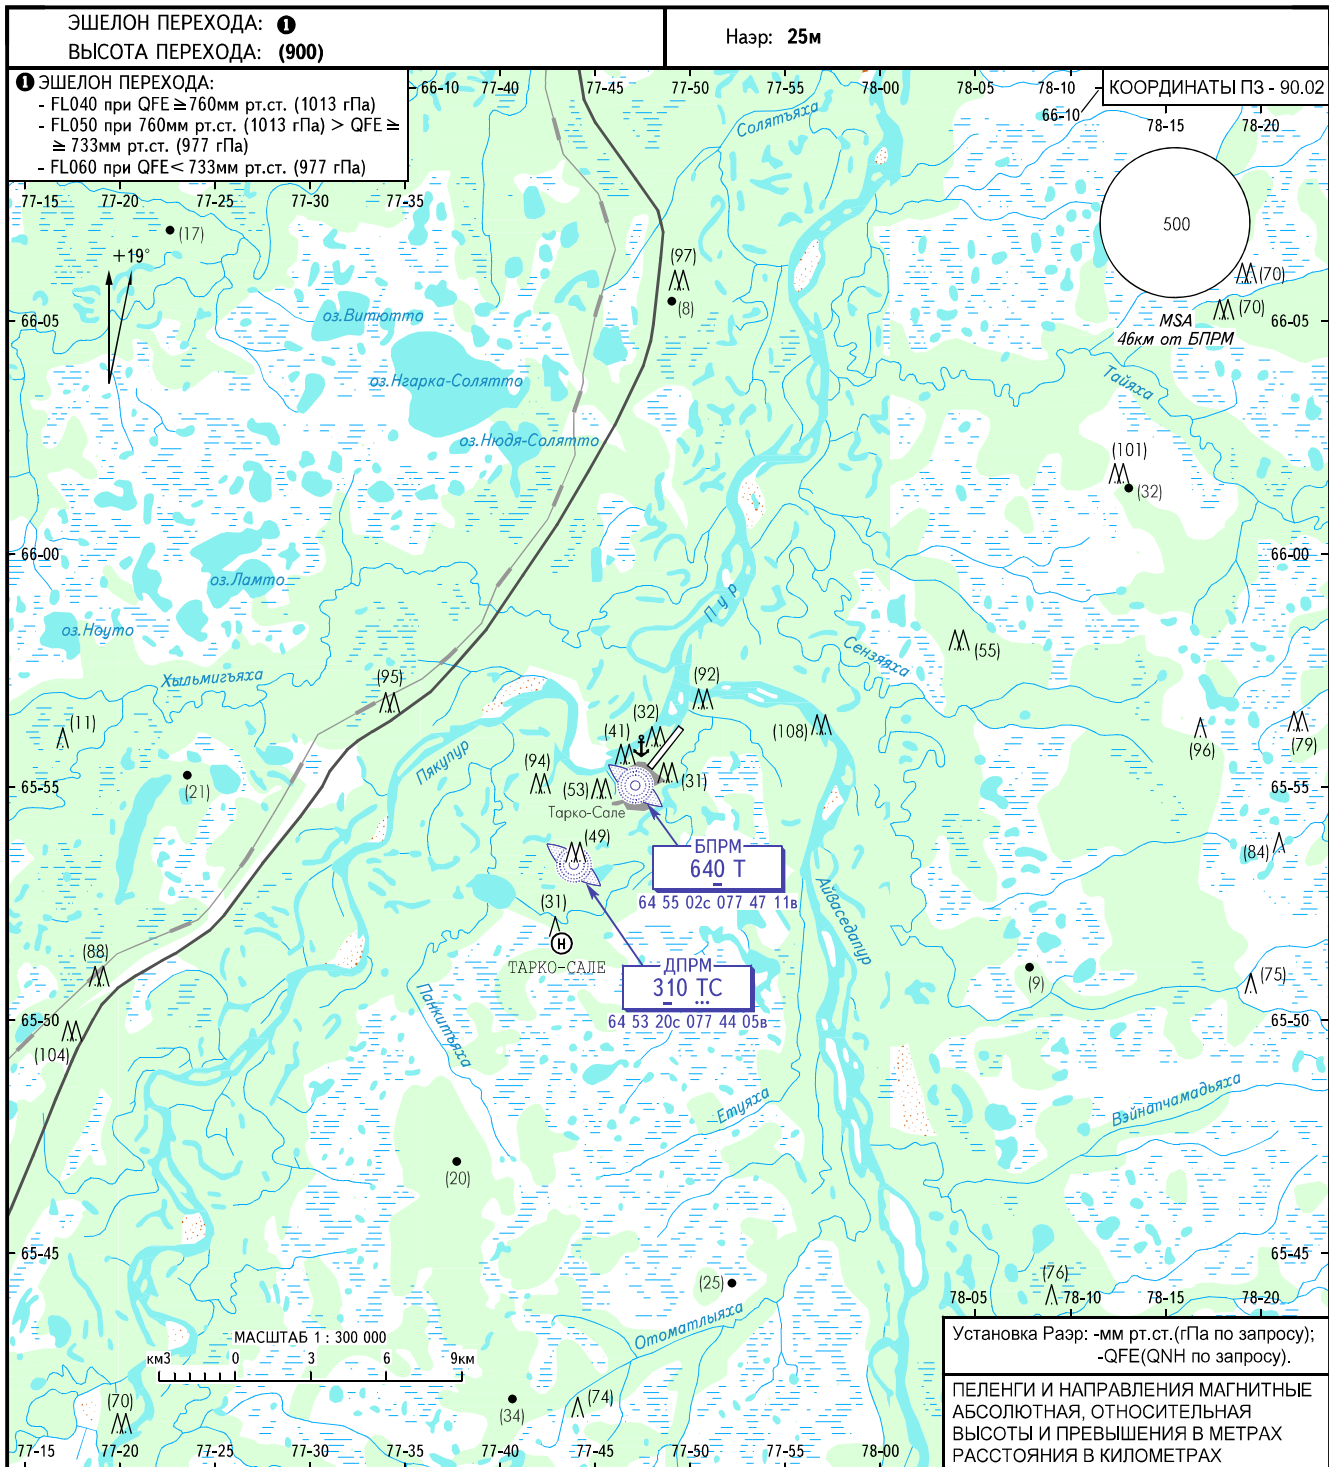 ЭШЕЛОН ПЕРЕХОДА: ❶
ВЫСОТА ПЕРЕХОДА: (900)
Наэр: 25м
❶ ЭШЕЛОН ПЕРЕХОДА:
- FL040 при QFE ≥ 760мм рт.ст. (1013 гПа)
- FL050 при 760мм рт.ст. (1013 гПа) > QFE ≥
≥ 733мм рт.ст. (977 гПа)
- FL060 при QFE < 733мм рт.ст. (977 гПа)
66-10 77-40 77-45 77-50 77-55 78-00 78-05 78-10
КООРДИНАТЫ ПЗ - 90.02
66-10 78-15 78-20
Солятъяха
77-15 77-20 77-25 77-30 77-35
500
(17)
+19°
(97)
(8)
(70)
(70)
MSA
46км от БПРМ
66-05 66-05
оз.Витютто
оз.Нгарка-Солятто
Тайяха
оз.Нюдя-Солятто
(101)
(32)
66-00 66-00
оз.Ламто
Пур
оз.Ноуто
Сензяяха
(55)
Хыльмигъяха
(95)
(92)
(11)
(32)
(41)
(108)
(96)
(79)
Пякупур
(94)
(53)
(31)
(21)
65-55 65-55
Тарко-Сале
(49)
БПРМ
640 Т
64 55 02с 077 47 11в
(84)
Айваседапур
(31)
H
ТАРКО-САЛЕ
ДПРМ
310 ТС
64 53 20с 077 44 05в
(88)
(9)
(75)
Панкитъяха
65-50 65-50
(104)
Етуяха
Вэйнатчамадьяха
(20)
65-45 65-45
(25)
(76)
78-05 78-10 78-15 78-20
Отоматлыяха
МАСШТАБ 1 : 300 000
км3 0 3 6 9км
Установка Раэр: -мм рт.ст.(гПа по запросу);
-QFE(QNH по запросу).
(70)
(34)
(74)
ПЕЛЕНГИ И НАПРАВЛЕНИЯ МАГНИТНЫЕ
АБСОЛЮТНАЯ, ОТНОСИТЕЛЬНАЯ
ВЫСОТЫ И ПРЕВЫШЕНИЯ В МЕТРАХ
РАССТОЯНИЯ В КИЛОМЕТРАХ
77-15 77-20 77-25 77-30 77-35 77-40 77-45 77-50 77-55 78-00